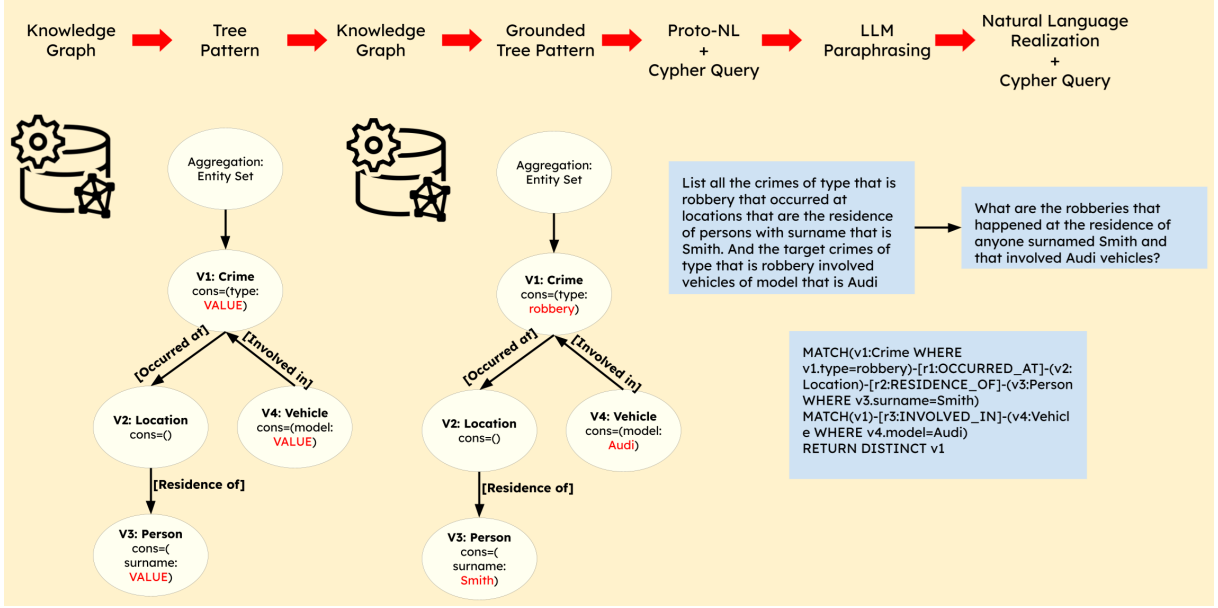 Knowledge
Graph
Tree
Pattern
Knowledge
Graph
Grounded
Tree Pattern
Proto-NL
+
Cypher Query
LLM
Paraphrasing
Natural Language
Realization
+
Cypher Query
Aggregation:
Entity Set
V1: Crime
cons=(type:
VALUE)
[Occurred at]
[Involved in]
V2: Location
cons=()
V4: Vehicle
cons=(model:
VALUE)
[Residence of]
V3: Person
cons=(
surname:
VALUE)
Aggregation:
Entity Set
V1: Crime
cons=(type:
robbery)
[Occurred at]
[Involved in]
V2: Location
cons=()
V4: Vehicle
cons=(model:
Audi)
[Residence of]
V3: Person
cons=(
surname:
Smith)
List all the crimes of type that is
robbery that occurred at
locations that are the residence
of persons with surname that is
Smith. And the target crimes of
type that is robbery involved
vehicles of model that is Audi
What are the robberies that
happened at the residence of
anyone surnamed Smith and
that involved Audi vehicles?
MATCH(v1:Crime WHERE
v1.type=robbery)-[r1:OCCURRED_AT]-(v2:
Location)-[r2:RESIDENCE_OF]-(v3:Person
WHERE v3.surname=Smith)
MATCH(v1)-[r3:INVOLVED_IN]-(v4:Vehicl
e WHERE v4.model=Audi)
RETURN DISTINCT v1